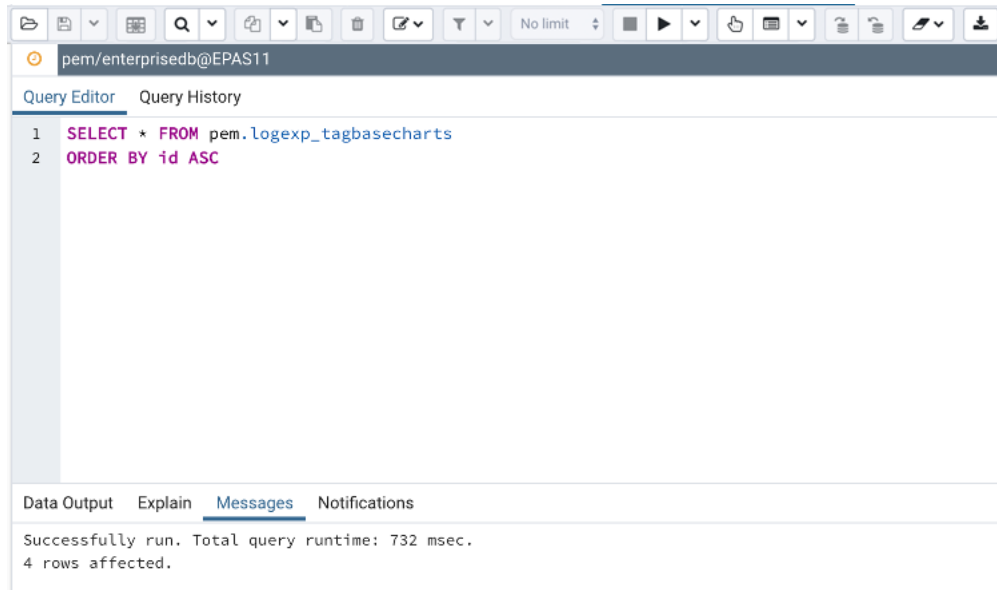 No limit
pem/enterprisedb@EPAS11
Query Editor Query History
1 SELECT * FROM pem.logexp_tagbasecharts
2 ORDER BY id ASC
Data Output Explain Messages Notifications
Successfully run. Total query runtime: 732 msec.
4 rows affected.